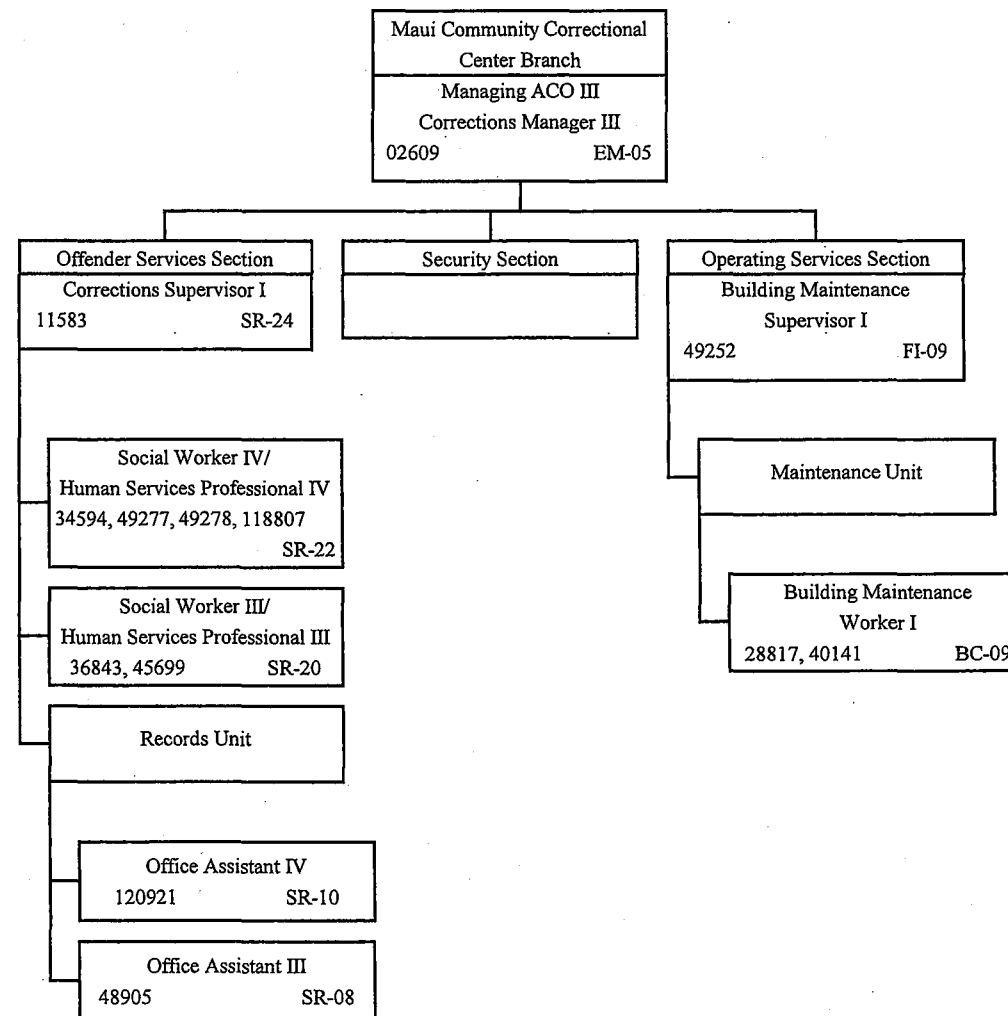 Maui Community Correctional
Center Branch
Managing ACO III
Corrections Manager III
02609 EM-05
Offender Services Section
Corrections Supervisor I
11583 SR-24
Security Section
Operating Services Section
Building Maintenance
Supervisor I
49252 FI-09
Social Worker IV/
Human Services Professional IV
34594, 49277, 49278, 118807
SR-22
Social Worker III/
Human Services Professional III
36843, 45699 SR-20
Records Unit
Office Assistant IV
120921 SR-10
Office Assistant III
48905 SR-08
Maintenance Unit
Building Maintenance
Worker I
28817, 40141 BC-09